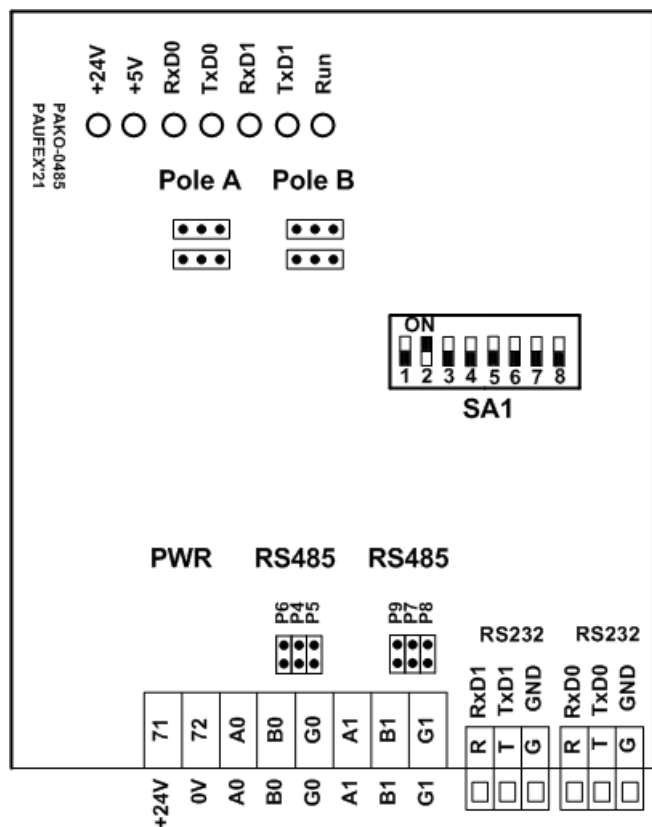 +24V +5V RxD0 TxD0 RxD1 TxD1 Run
PAKO-0485
PAUFEX'21
Pole A Pole B
ON
1 2 3 4 5 6 7 8
SA1
PWR RS485 RS485
P6 P4 P5 P9 P7 P8
RS232 RS232
RxD1 TxD1 GND RxD0 TxD0 GND
71 72 A0 B0 G0 A1 B1 G1 R T G R T G
+24V 0V A0 B0 G0 A1 B1 G1